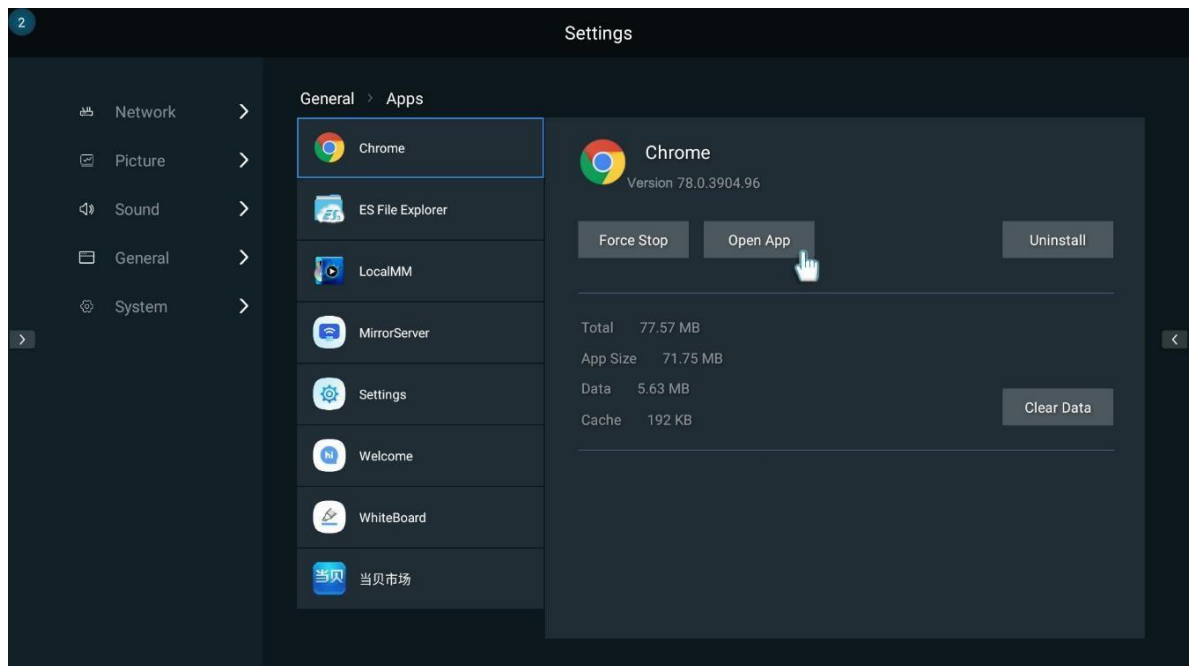 2
Settings
Network
Picture
Sound
General
System
General > Apps
Chrome
ES File Explorer
LocalMM
MirrorServer
Settings
Welcome
WhiteBoard
当贝市场
Chrome
Version 78.0.3904.96
Force Stop Open App Uninstall
Total 77.57 MB
App Size 71.75 MB
Data 5.63 MB
Cache 192 KB
Clear Data